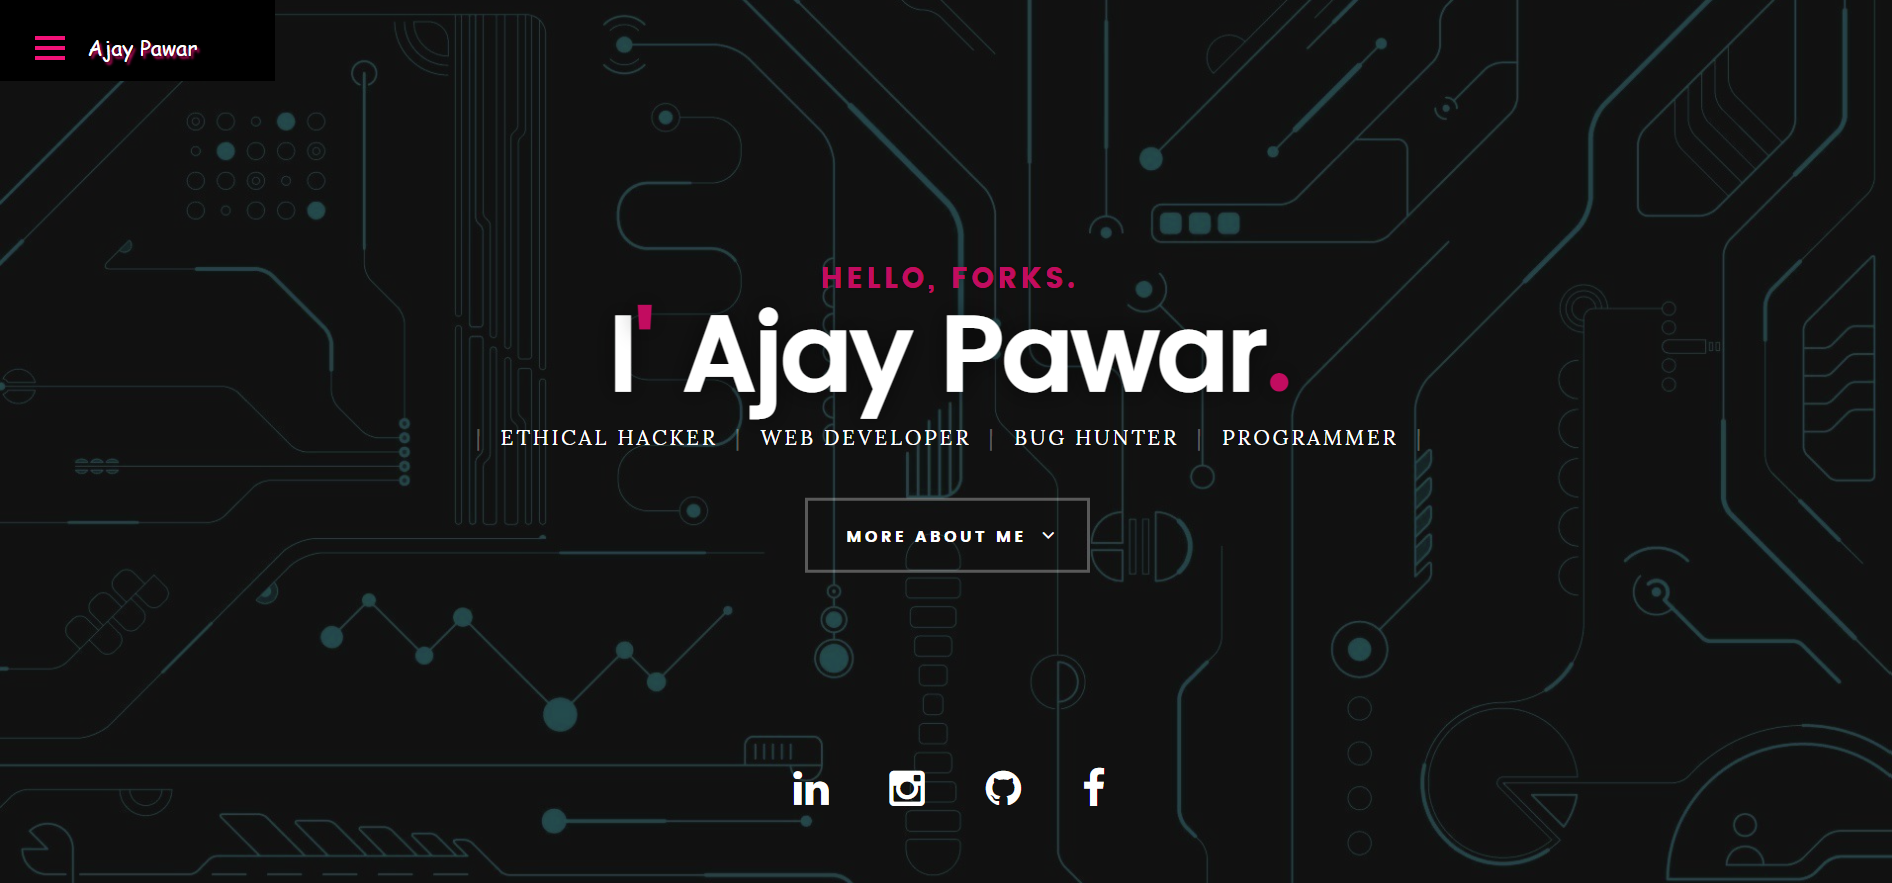 Ajay Pawar
HELLO, FORKS.
I' Ajay Pawar.
| ETHICAL HACKER | WEB DEVELOPER | BUG HUNTER | PROGRAMMER |
MORE ABOUT ME